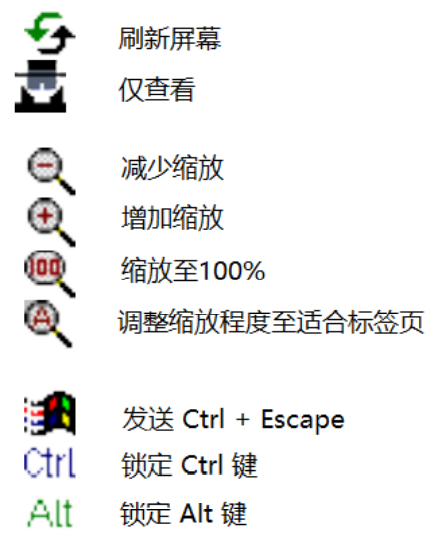 刷新屏幕
仅查看
减少缩放
增加缩放
100 缩放至100%
A 调整缩放程度至适合标签页
发送 Ctrl + Escape
Ctrl 锁定 Ctrl 键
Alt 锁定 Alt 键